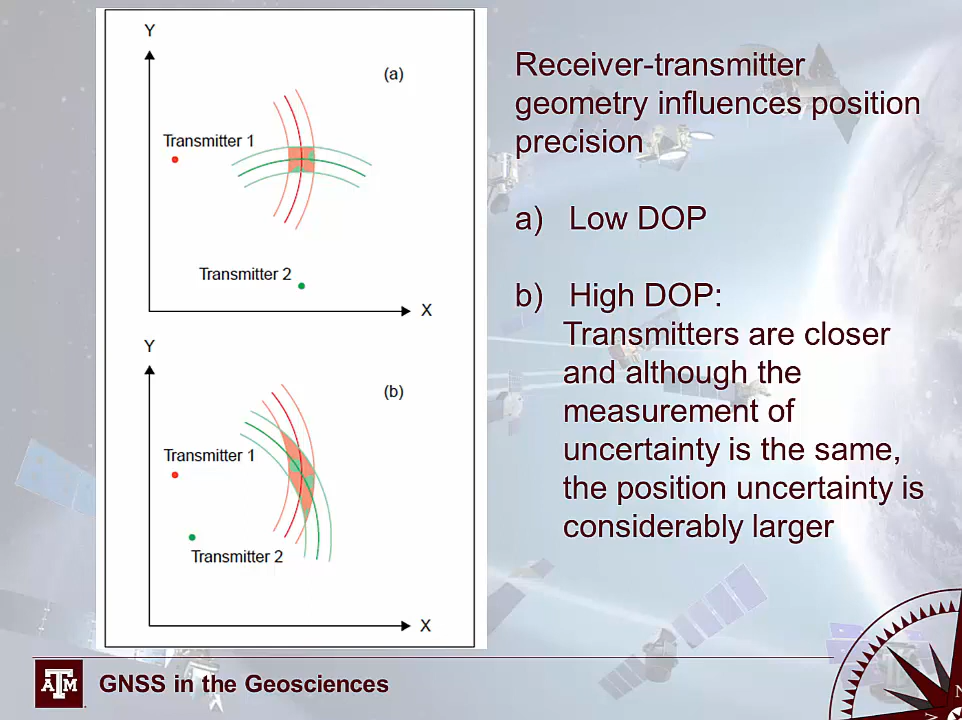 Y
(a)
Transmitter 1
Transmitter 2
X
Y
(b)
Transmitter 1
Transmitter 2
X
Receiver-transmitter
geometry influences position
precision
a) Low DOP
b) High DOP:
Transmitters are closer
and although the
measurement of
uncertainty is the same,
the position uncertainty is
considerably larger
ATM
GNSS in the Geosciences
N